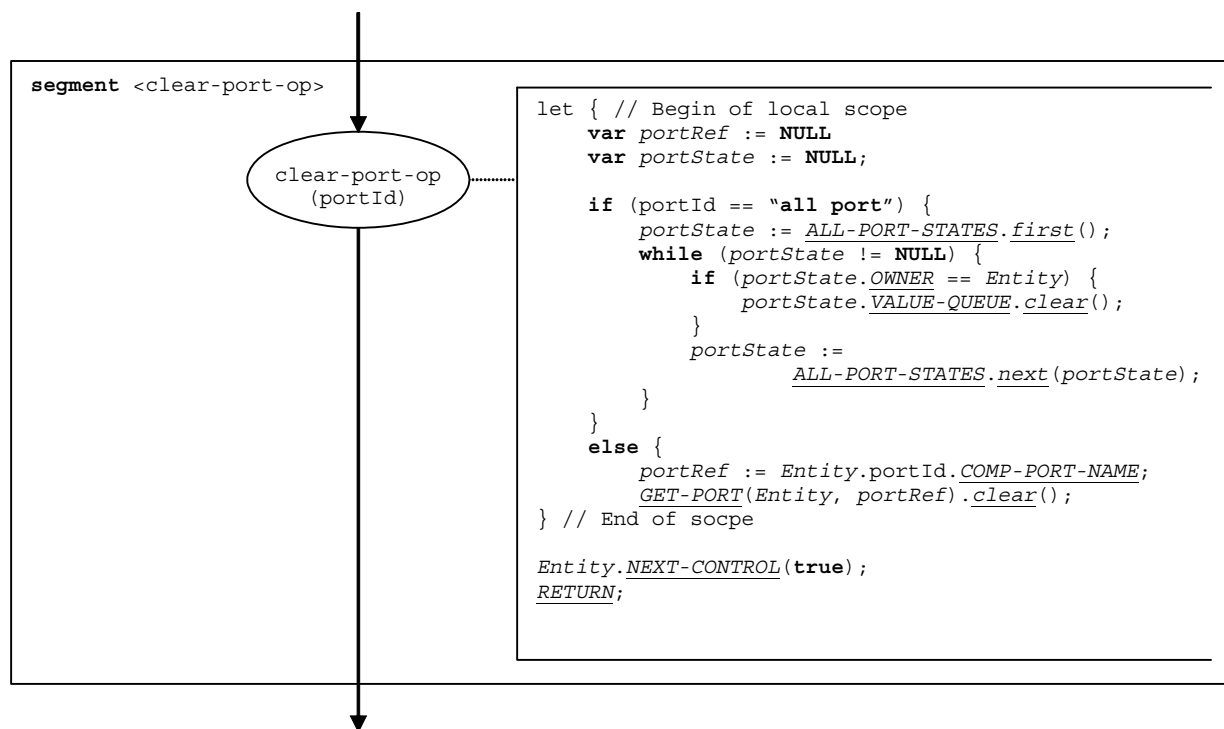 segment <clear-port-op>
clear-port-op
(portId)
let { // Begin of local scope
var portRef := NULL
var portState := NULL;
if (portId == “all port”) {
portState := ALL-PORT-STATES.first();
while (portState != NULL) {
if (portState.OWNER == Entity) {
portState.VALUE-QUEUE.clear();
}
portState :=
ALL-PORT-STATES.next(portState);
}
}
else {
portRef := Entity.portId.COMP-PORT-NAME;
GET-PORT(Entity, portRef).clear();
} // End of socpe
Entity.NEXT-CONTROL(true);
RETURN;